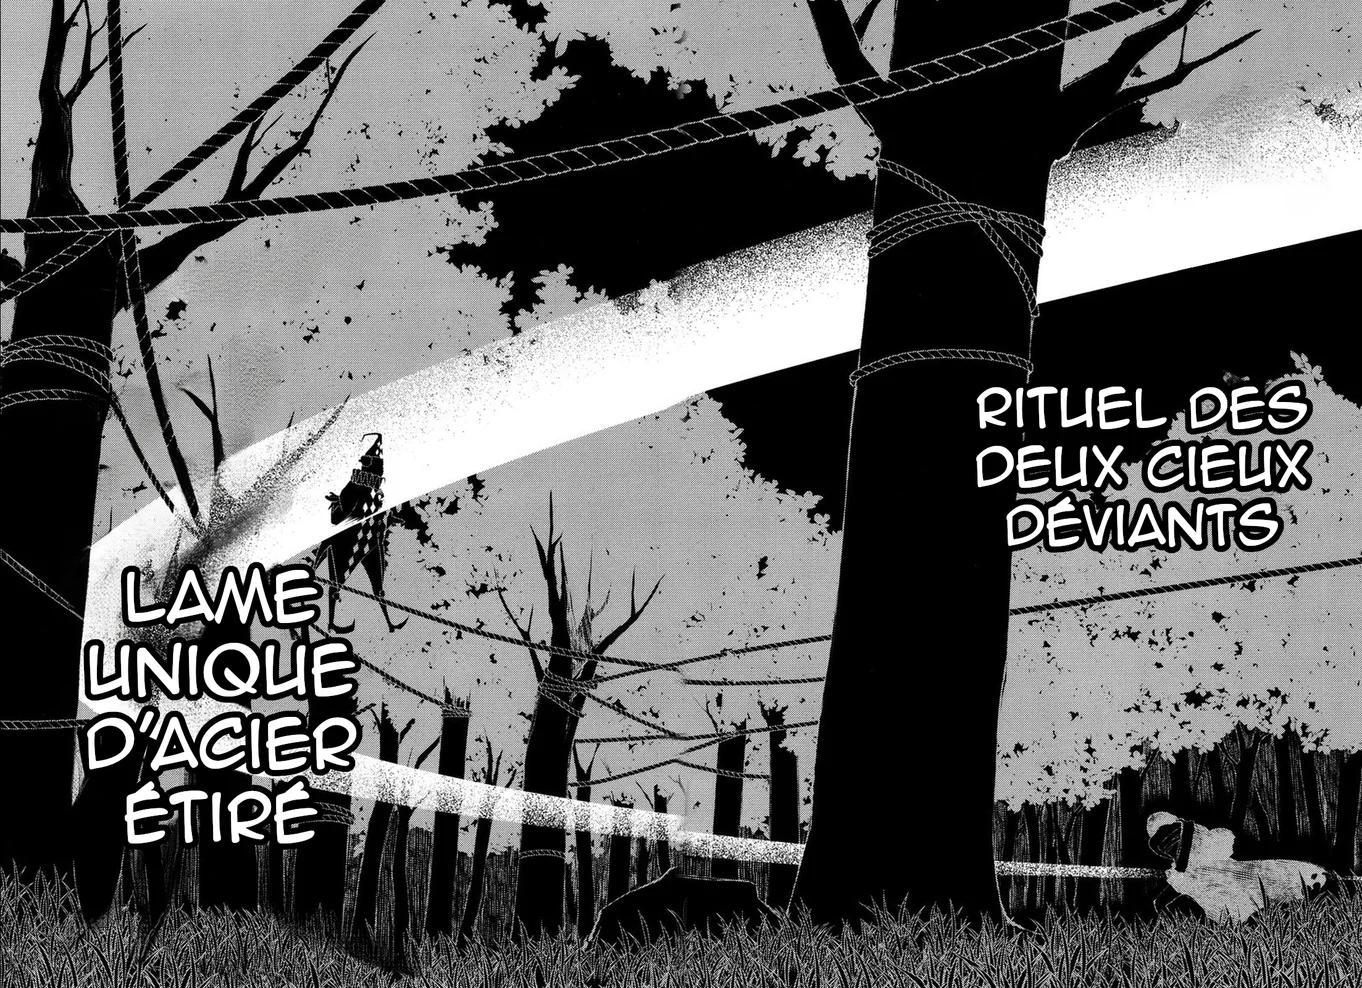 RITUEL DES
DEUX CIEUX
DÉVIANTS
LAME
UNIQUE
D'ACIER
ÉTIRÉ